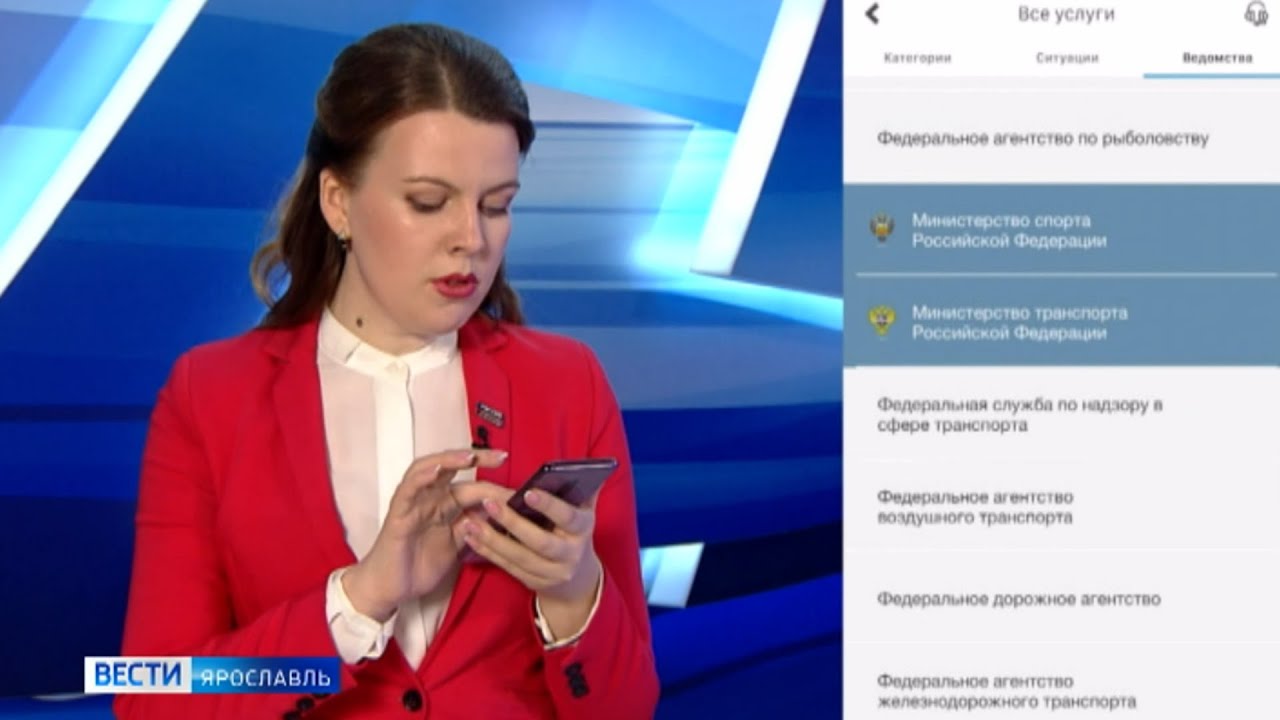 Все услуги
Категории
Ситуации
Ведомства
Федеральное агентство по рыболовству
Министерство спорта
Российской Федерации
Министерство транспорта
Российской Федерации
Федеральная служба по надзору в
сфере транспорта
Федеральное агентство
воздушного транспорта
Федеральное дорожное агентство
Федеральное агентство
железнодорожного транспорта
ВЕСТИ ЯРОСЛАВЛЬ